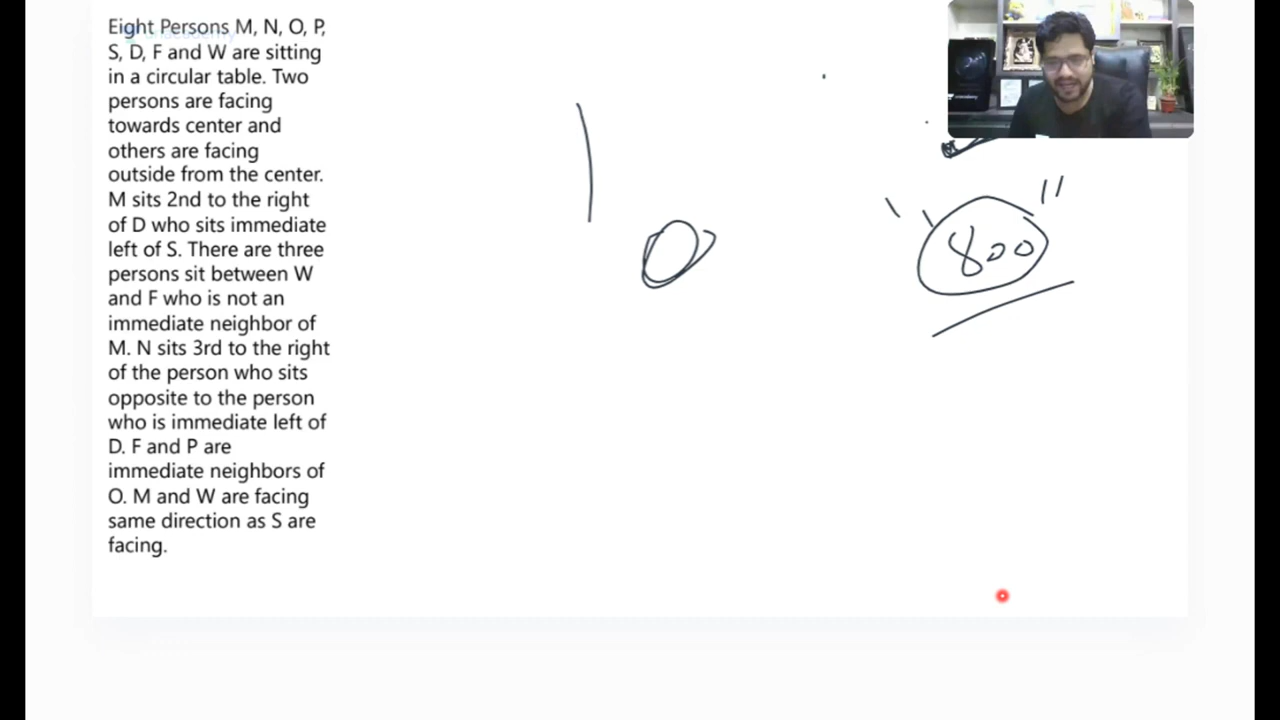 Eight Persons M, N, O, P,
S, D, F and W are sitting
in a circular table. Two
persons are facing
towards center and
others are facing
outside from the center.
M sits 2nd to the right
of D who sits immediate
left of S. There are three
persons sit between W
and F who is not an
immediate neighbor of
M. N sits 3rd to the right
of the person who sits
opposite to the person
who is immediate left of
D. F and P are
immediate neighbors of
O. M and W are facing
same direction as S are
facing.
800